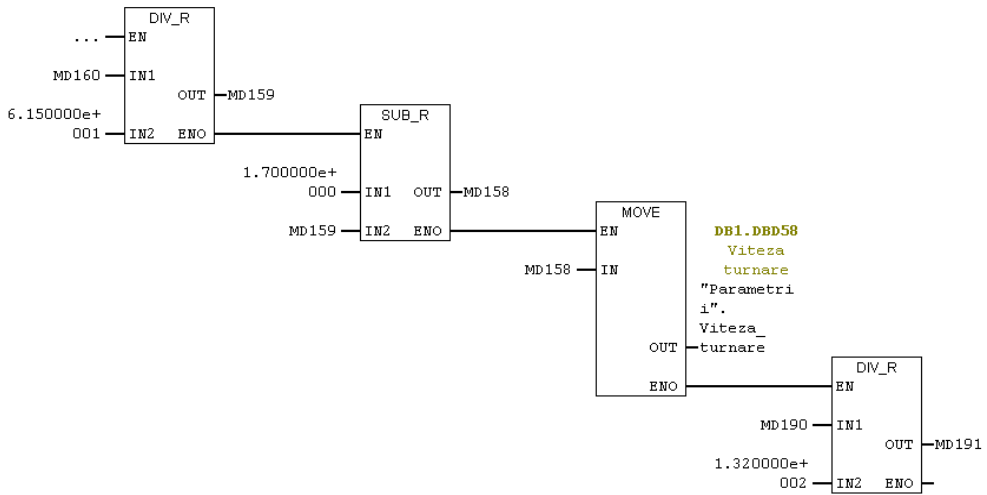 DIV_R
... EN
MD160 IN1
OUT MD159
6.150000e+
001 IN2 ENO
SUB_R
EN
1.700000e+
000 IN1 OUT MD158
MD159 IN2 ENO
MOVE
EN
MD158 IN
OUT
ENO
DB1.DBD58
Viteza
turnare
"Parametri
i".
Viteza_
turnare
DIV_R
EN
MD190 IN1
OUT MD191
1.320000e+
002 IN2 ENO